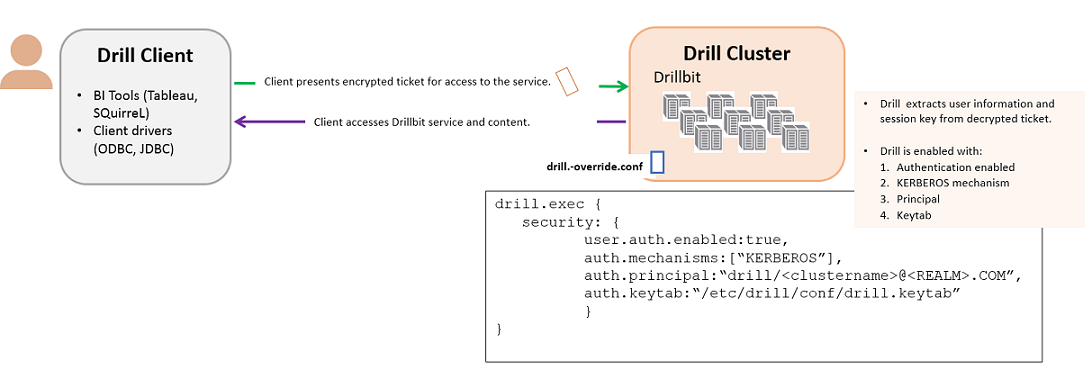 Drill Client
• BI Tools (Tableau,
SQuirreL)
• Client drivers
(ODBC, JDBC)
Client presents encrypted ticket for access to the service.
Client accesses Drillbit service and content.
Drill Cluster
Drillbit
drill.-override.conf
• Drill extracts user information and
session key from decrypted ticket.
• Drill is enabled with:
1. Authentication enabled
2. KERBEROS mechanism
3. Principal
4. Keytab
drill.exec {
security: {
user.auth.enabled:true,
auth.mechanisms:[“KERBEROS”],
auth.principal:“drill/<clustername>@<REALM>.COM”,
auth.keytab:“/etc/drill/conf/drill.keytab”
}
}